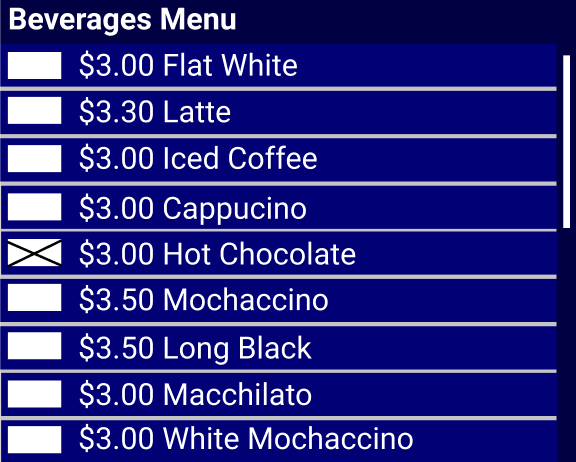 Beverages Menu
$3.00 Flat White
$3.30 Latte
$3.00 Iced Coffee
$3.00 Cappucino
$3.00 Hot Chocolate
$3.50 Mochaccino
$3.50 Long Black
$3.00 Macchilato
$3.00 White Mochaccino